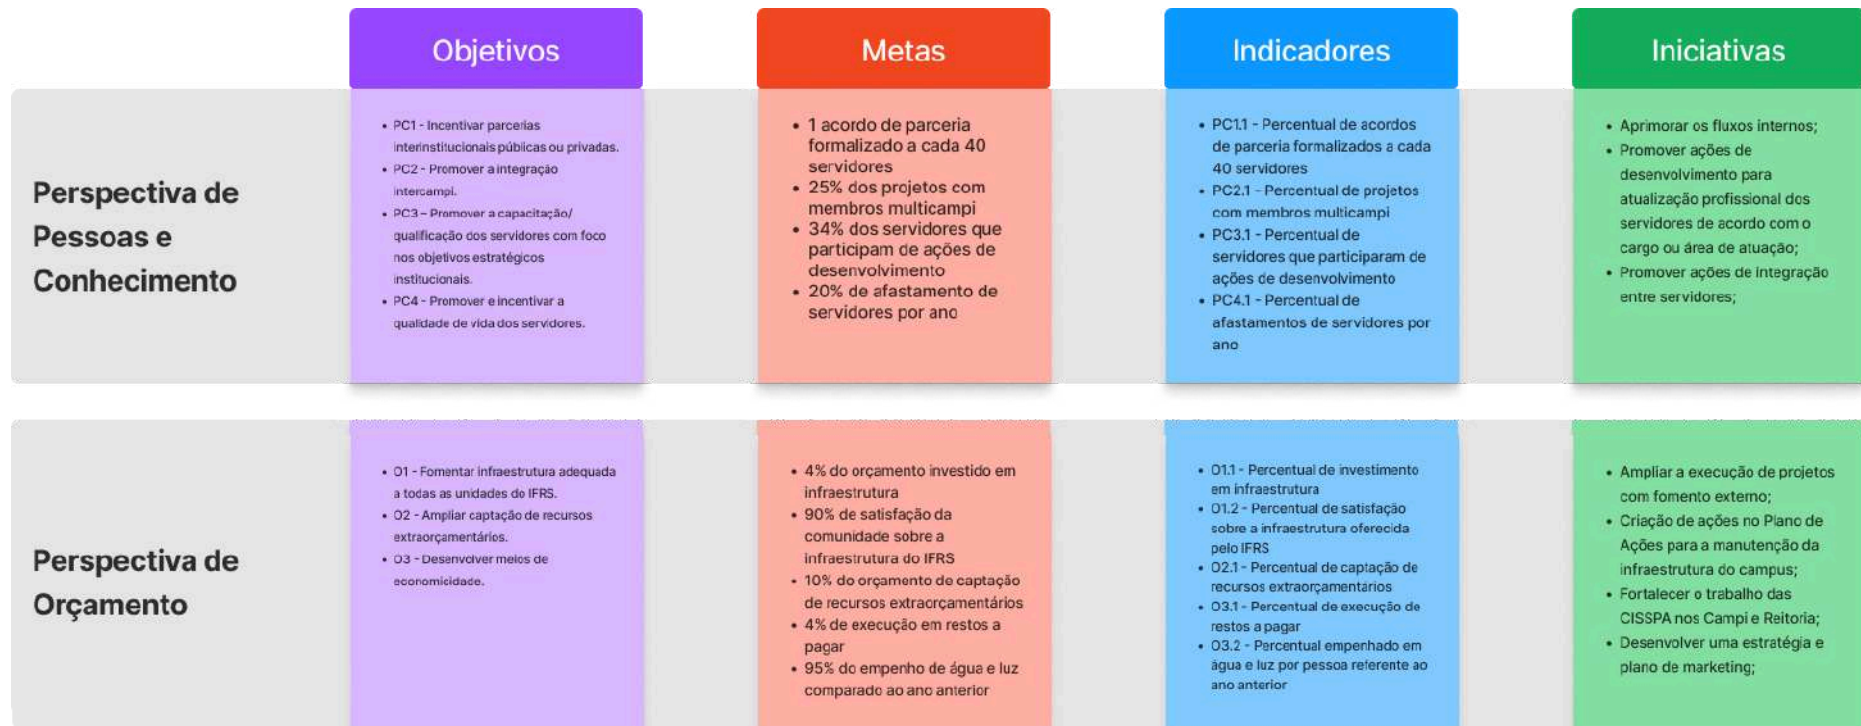 Objetivos
Metas
Indicadores
Iniciativas
Perspectiva de
Pessoas e
Conhecimento
• PC1 - Incentivar parcerias
interinstitucionais públicas ou privadas.
• PC2 - Promover a integração
intercampi.
• PC3 – Promover a capacitação/
qualificação dos servidores com foco
nos objetivos estratégicos
institucionais.
• PC4 - Promover e incentivar a
qualidade de vida dos servidores.
• 1 acordo de parceria
formalizado a cada 40
servidores
• 25% dos projetos com
membros multicampi
• 34% dos servidores que
participam de ações de
desenvolvimento
• 20% de afastamento de
servidores por ano
• PC1.1 - Percentual de acordos
de parceria formalizados a cada
40 servidores
• PC2.1 - Percentual de projetos
com membros multicampi
• PC3.1 - Percentual de
servidores que participaram de
ações de desenvolvimento
• PC4.1 - Percentual de
afastamentos de servidores por
ano
• Aprimorar os fluxos internos;
• Promover ações de
desenvolvimento para
atualização profissional dos
servidores de acordo com o
cargo ou área de atuação;
• Promover ações de integração
entre servidores;
Perspectiva de
Orçamento
• O1 - Fomentar infraestrutura adequada
a todas as unidades do IFRS.
• O2 - Ampliar captação de recursos
extraorçamentários.
• O3 - Desenvolver meios de
economicidade.
• 4% do orçamento investido em
infraestrutura
• 90% de satisfação da
comunidade sobre a
infraestrutura do IFRS
• 10% do orçamento de captação
de recursos extraorçamentários
• 4% de execução em restos a
pagar
• 95% do empenho de água e luz
comparado ao ano anterior
• O1.1 - Percentual de investimento
em infraestrutura
• O1.2 - Percentual de satisfação
sobre a infraestrutura oferecida
pelo IFRS
• O2.1 - Percentual de captação de
recursos extraorçamentários
• O3.1 - Percentual de execução de
restos a pagar
• O3.2 - Percentual empenhado em
água e luz por pessoa referente ao
ano anterior
• Ampliar a execução de projetos
com fomento externo;
• Criação de ações no Plano de
Ações para a manutenção da
infraestrutura do campus;
• Fortalecer o trabalho das
CISSPA nos Campi e Reitoria;
• Desenvolver uma estratégia e
plano de marketing;